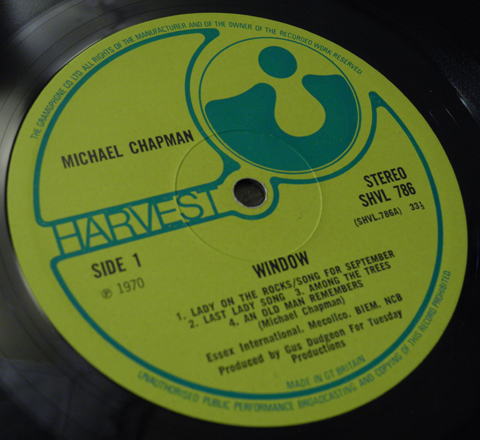 THE GRAMOPHONE CO. LTD. ALL RIGHTS OF THE MANUFACTURER AND OF THE OWNER OF THE RECORDED WORK RESERVED
MICHAEL CHAPMAN
STEREO
SHVL 786
(SHVL.786A) 33⅓
HARVEST
SIDE 1
℗ 1970
WINDOW
1. LADY ON THE ROCKS/SONG FOR SEPTEMBER
2. LAST LADY SONG 3. AMONG THE TREES
4. AN OLD MAN REMEMBERS
(Michael Chapman)
Essex International, Mecolico, BIEM, NCB
Produced by Gus Dudgeon For Tuesday
Productions
MADE IN GT BRITAIN
UNAUTHORISED PUBLIC PERFORMANCE BROADCASTING AND COPYING OF THIS RECORD PROHIBITED